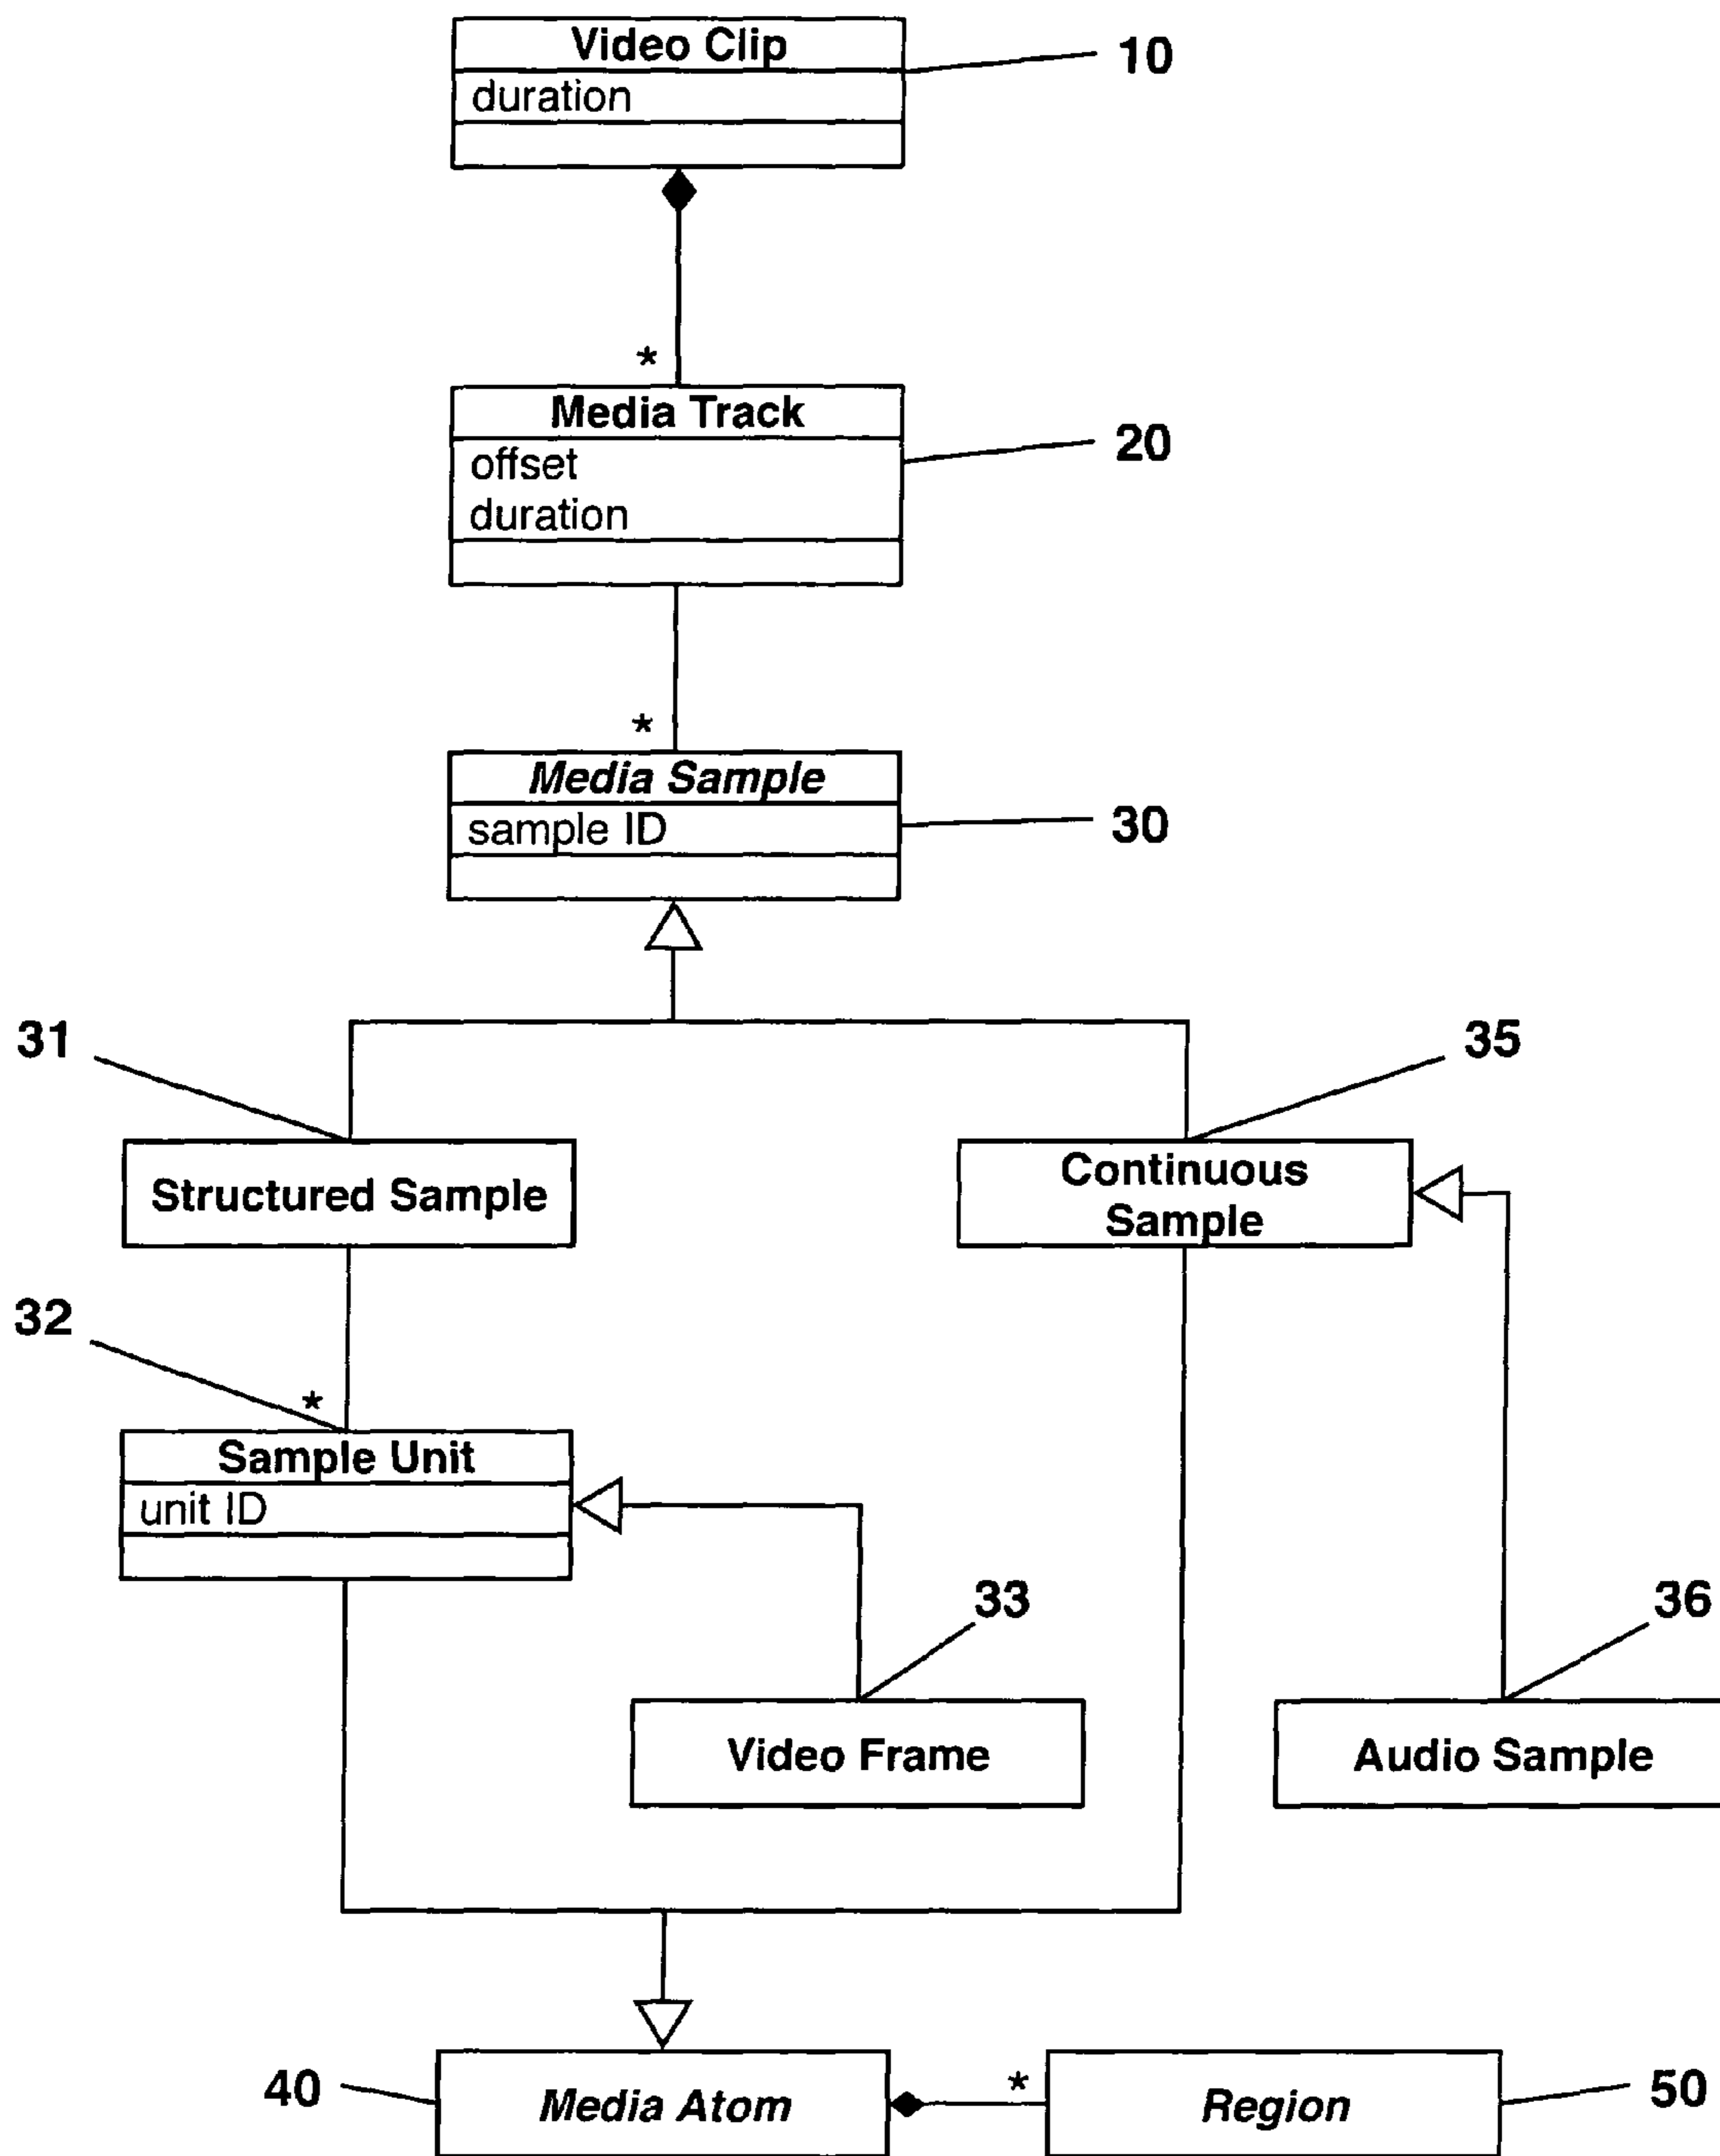 Video Clip
10
duration
*
Media Track
20
offset
duration
*
Media Sample
30
sample ID
31
35
Structured Sample
Continuous
Sample
32
*
Sample Unit
unit ID
33
36
Video Frame
Audio Sample
40
Media Atom
*
Region
50